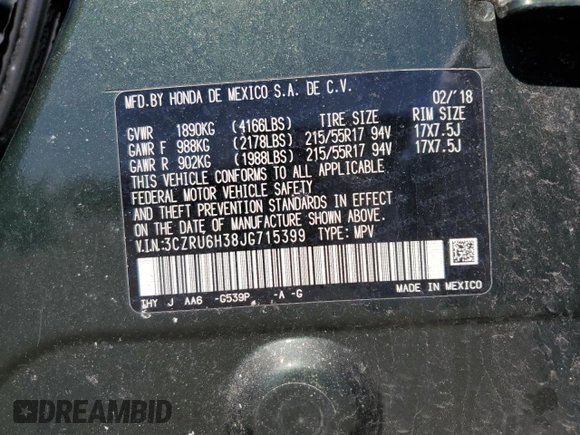 MFD.BY HONDA DE MEXICO S.A. DE C.V. 02/'18
TIRE SIZE RIM SIZE
GVWR 1890KG (4166LBS)
GAWR F 988KG (2178LBS) 215/55R17 94V 17X7.5J
GAWR R 902KG (1988LBS) 215/55R17 94V 17X7.5J
THIS VEHICLE CONFORMS TO ALL APPLICABLE
FEDERAL MOTOR VEHICLE SAFETY
AND THEFT PREVENTION STANDARDS IN EFFECT
ON THE DATE OF MANUFACTURE SHOWN ABOVE.
V.I.N.:3CZRU6H38JG715399 TYPE: MPV
THY J AA6 -G539P -A -G
MADE IN MEXICO
DREAMBID